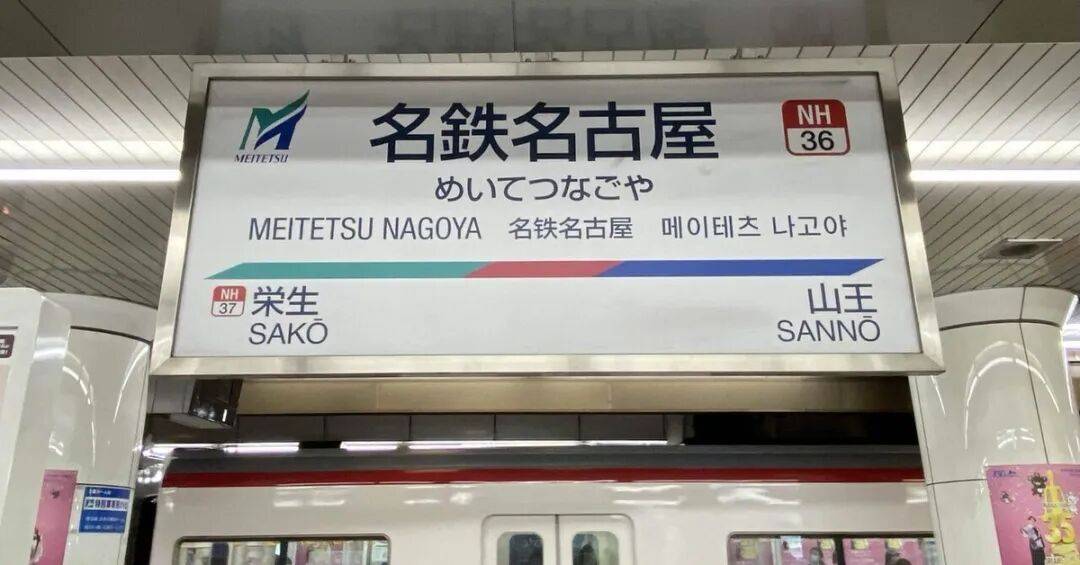 MEITETSU
名鉄名古屋
NH
36
めいてつなごや
MEITETSU NAGOYA 名铁名古屋 메이테츠 나고야
NH
37
栄生
SAKŌ
山王
SANNŌ